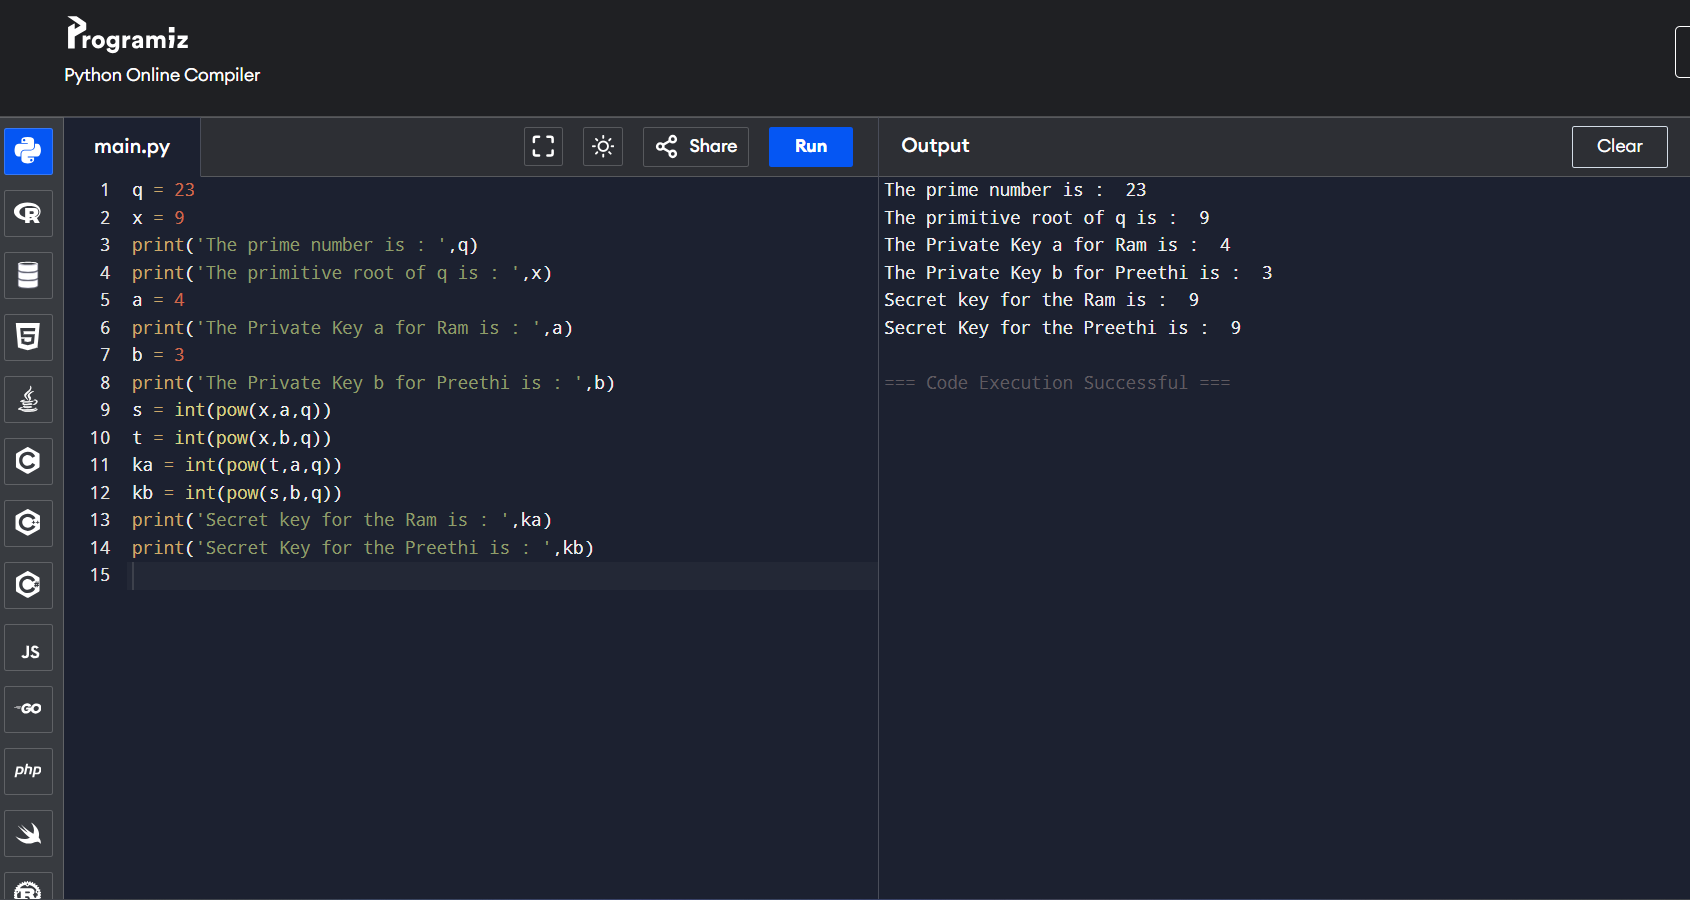 Programiz
Python Online Compiler
main.py
Share
Run
Output
Clear
1 q = 23
2 x = 9
3 print('The prime number is : ',q)
4 print('The primitive root of q is : ',x)
5 a = 4
6 print('The Private Key a for Ram is : ',a)
7 b = 3
8 print('The Private Key b for Preethi is : ',b)
9 s = int(pow(x,a,q))
10 t = int(pow(x,b,q))
11 ka = int(pow(t,a,q))
12 kb = int(pow(s,b,q))
13 print('Secret key for the Ram is : ',ka)
14 print('Secret Key for the Preethi is : ',kb)
15
The prime number is :  23
The primitive root of q is :  9
The Private Key a for Ram is :  4
The Private Key b for Preethi is :  3
Secret key for the Ram is :  9
Secret Key for the Preethi is :  9
=== Code Execution Successful ===
R
5
C
C
C
JS
GO
php
R